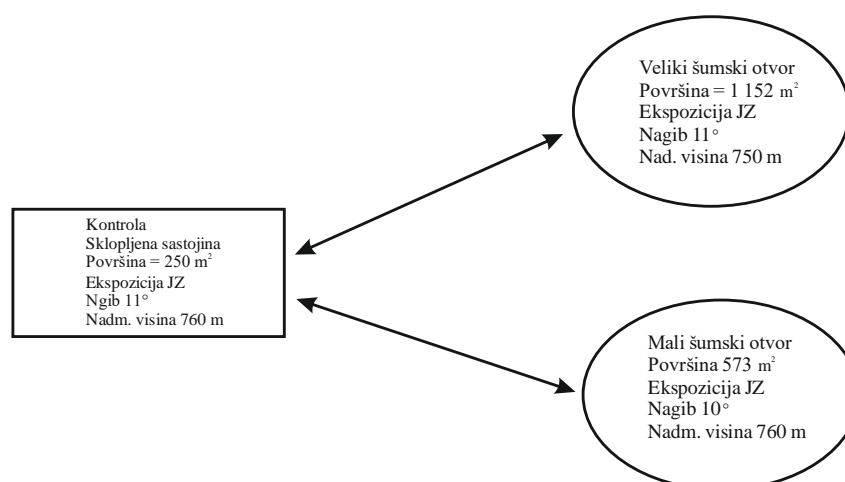 Veliki šumski otvor
Površina = 1 152 m²
Ekspozicija JZ
Nagib 11°
Nad. visina 750 m
Kontrola
Sklopljena sastojina
Površina = 250 m²
Ekspozicija JZ
Ngib 11°
Nadm. visina 760 m
Mali šumski otvor
Površina 573 m²
Ekspozicija JZ
Nagib 10°
Nadm. visina 760 m